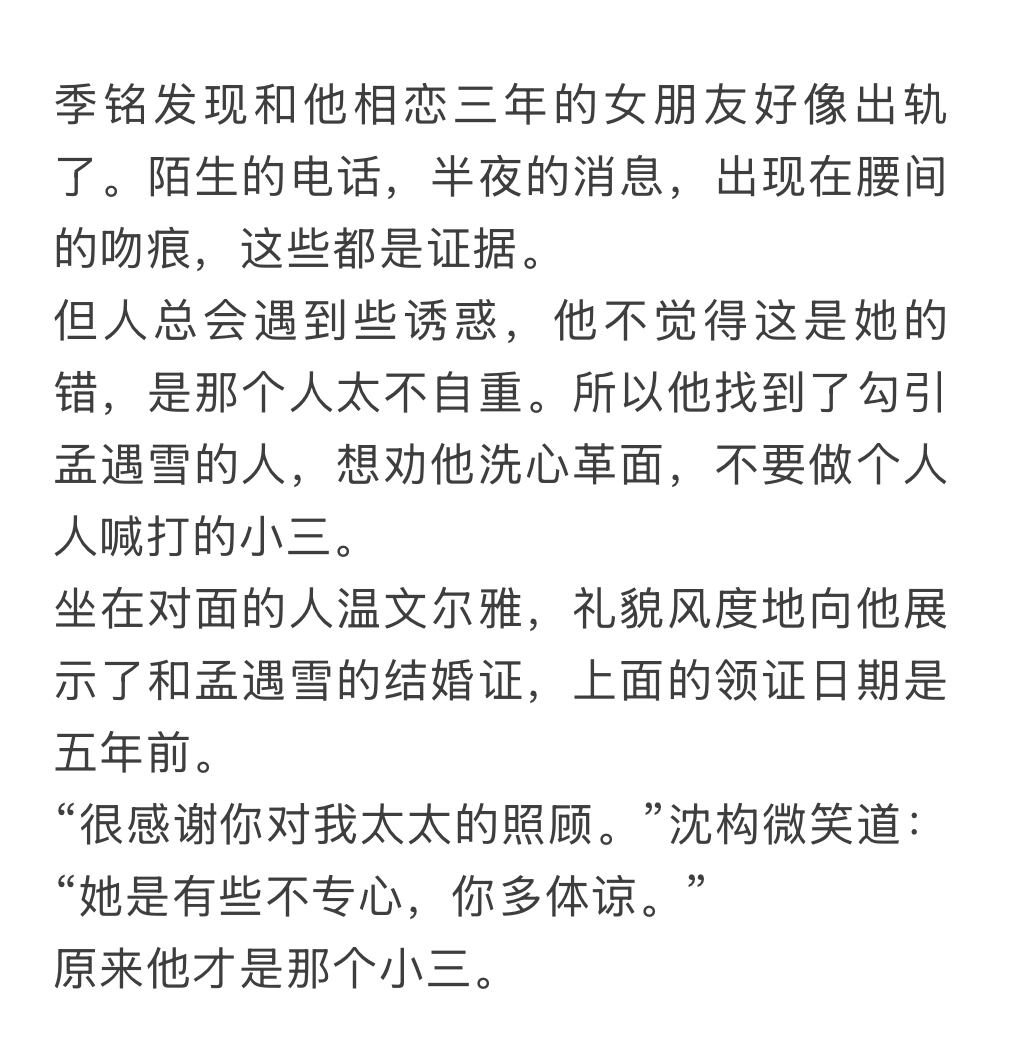 季铭发现和他相恋三年的女朋友好像出轨
了。陌生的电话，半夜的消息，出现在腰间
的吻痕，这些都是证据。
但人总会遇到些诱惑，他不觉得这是她的
错，是那个人太不自重。所以他找到了勾引
孟遇雪的人，想劝他洗心革面，不要做个人
人喊打的小三。
坐在对面的人温文尔雅，礼貌风度地向他展
示了和孟遇雪的结婚证，上面的领证日期是
五年前。
“很感谢你对我太太的照顾。”沈构微笑道：
“她是有些不专心，你多体谅。”
原来他才是那个小三。